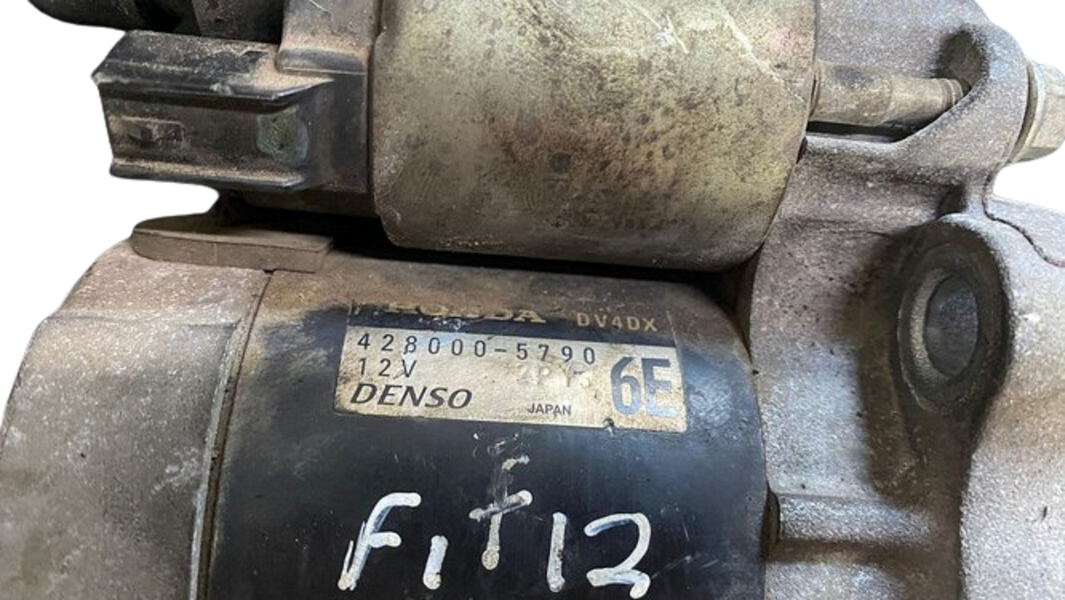 HONDA DV4DX
428000-5790
12V
6E
DENSO JAPAN
Fit 12